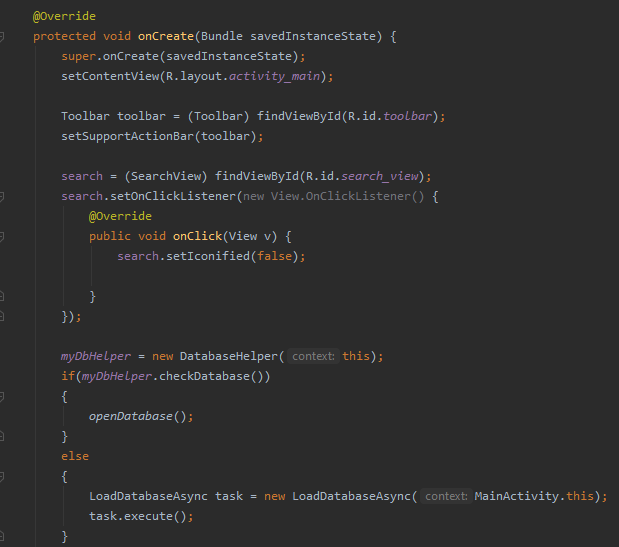 @Override
protected void onCreate(Bundle savedInstanceState) {
super.onCreate(savedInstanceState);
setContentView(R.layout.activity_main);
Toolbar toolbar = (Toolbar) findViewById(R.id.toolbar);
setSupportActionBar(toolbar);
search = (SearchView) findViewById(R.id.search_view);
search.setOnClickListener(new View.OnClickListener() {
@Override
public void onClick(View v) {
search.setIconified(false);
}
});
myDbHelper = new DatabaseHelper( context: this);
if(myDbHelper.checkDatabase())
{
openDatabase();
}
else
{
LoadDatabaseAsync task = new LoadDatabaseAsync( context: MainActivity.this);
task.execute();
}